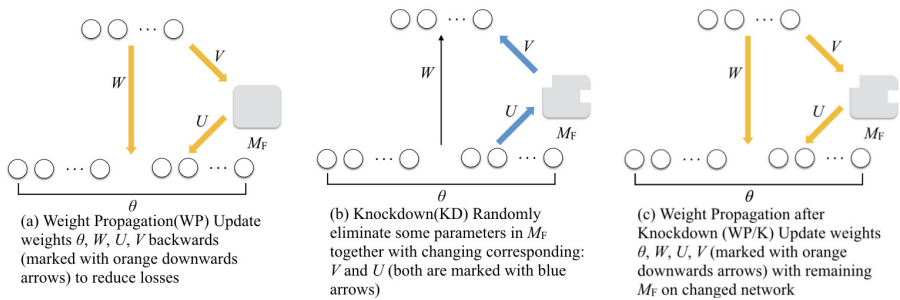 ··· V
W
U
M_F
··· ···
θ
(a) Weight Propagation(WP) Update
weights θ, W, U, V backwards
(marked with orange downwards
arrows) to reduce losses
··· V
W
U
M_F
··· ···
θ
(b) Knockdown(KD) Randomly
eliminate some parameters in M_F
together with changing corresponding:
V and U (both are marked with blue
arrows)
··· V
W
U
M_F
··· ···
θ
(c) Weight Propagation after
Knockdown (WP/K) Update weights
θ, W, U, V (marked with orange
downwards arrows) with remaining
M_F on changed network